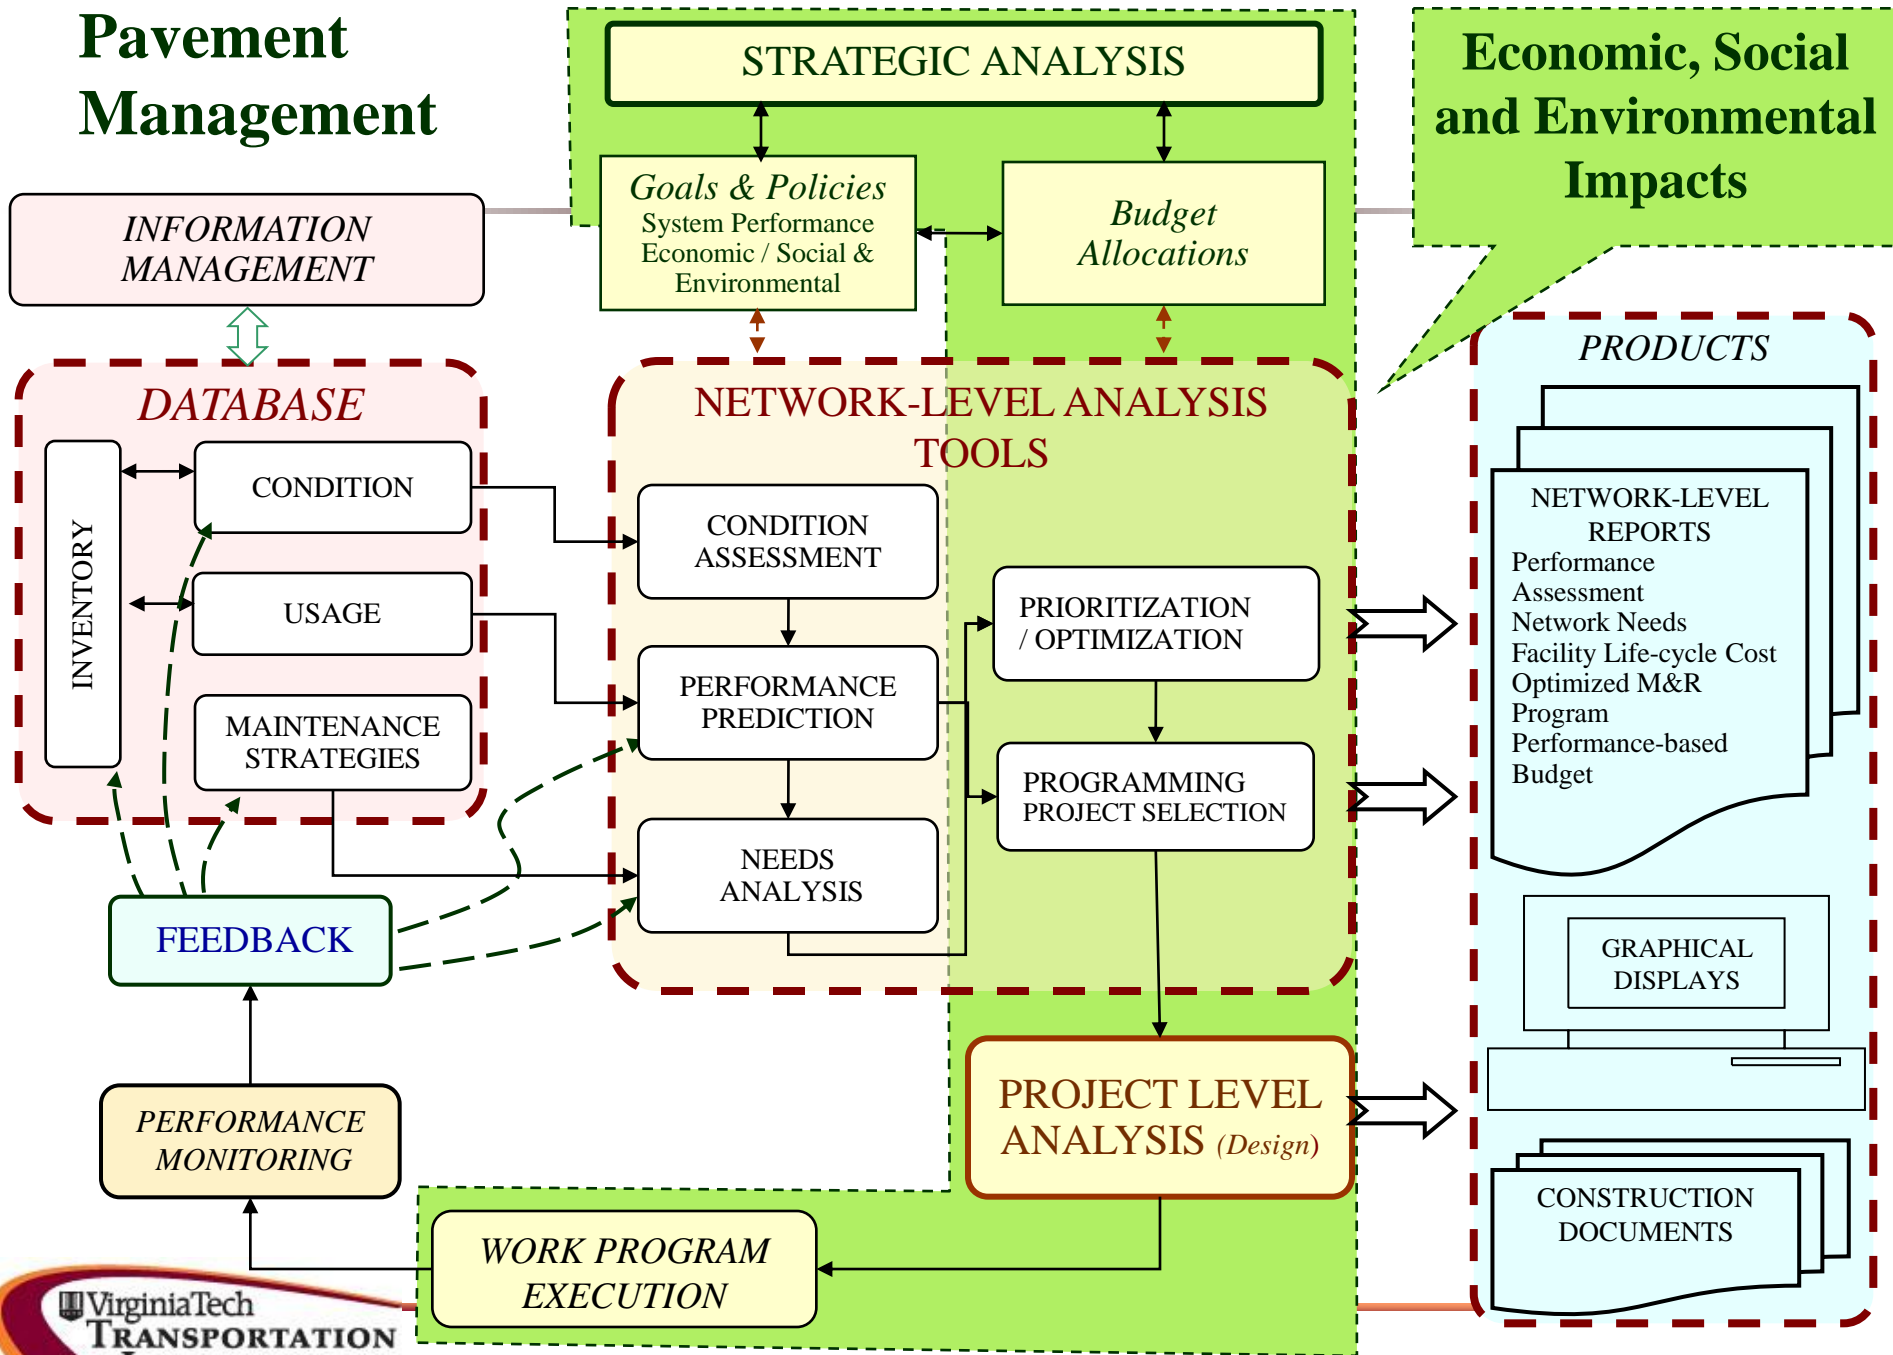 Pavement
Management
STRATEGIC ANALYSIS
Economic, Social
and Environmental
Impacts
Goals & Policies
System Performance
Economic / Social &
Environmental
Budget
Allocations
INFORMATION
MANAGEMENT
DATABASE
INVENTORY
CONDITION
USAGE
MAINTENANCE
STRATEGIES
NETWORK-LEVEL ANALYSIS
TOOLS
CONDITION
ASSESSMENT
PERFORMANCE
PREDICTION
NEEDS
ANALYSIS
PRIORITIZATION
/ OPTIMIZATION
PROGRAMMING
PROJECT SELECTION
PRODUCTS
NETWORK-LEVEL
REPORTS
Performance
Assessment
Network Needs
Facility Life-cycle Cost
Optimized M&R
Program
Performance-based
Budget
GRAPHICAL
DISPLAYS
CONSTRUCTION
DOCUMENTS
FEEDBACK
PERFORMANCE
MONITORING
PROJECT LEVEL
ANALYSIS (Design)
WORK PROGRAM
EXECUTION
VirginiaTech
TRANSPORTATION